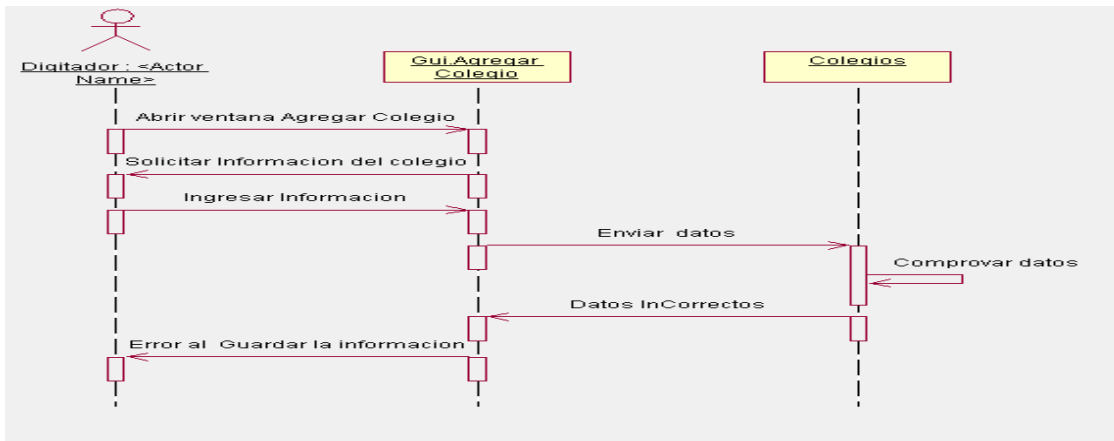 Digitador : <Actor
Name>
Gui.Agregar
Colegio
Colegios
Abrir ventana Agregar Colegio
Solicitar Informacion del colegio
Ingresar Informacion
Enviar datos
Comprovar datos
Datos InCorrectos
Error al Guardar la informacion